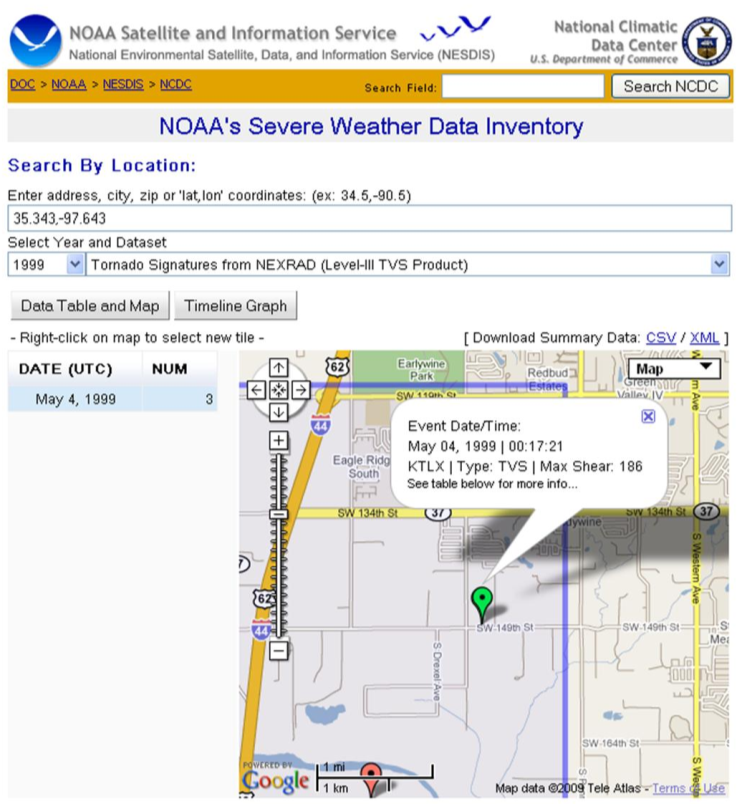 NOAA Satellite and Information Service
National Environmental Satellite, Data, and Information Service (NESDIS)
National Climatic
Data Center
U.S. Department of Commerce
DOC > NOAA > NESDIS > NCDC
Search Field:
Search NCDC
NOAA's Severe Weather Data Inventory
Search By Location:
Enter address, city, zip or 'lat,lon' coordinates: (ex: 34.5,-90.5)
35.343,-97.643
Select Year and Dataset
1999
Tornado Signatures from NEXRAD (Level-III TVS Product)
Data Table and Map
Timeline Graph
- Right-click on map to select new tile -
[ Download Summary Data: CSV / XML ]
DATE (UTC) NUM
May 4, 1999 3
62
Earlywine
Park
Redbud
Estates
Map
Green
Valley IV
SW 119th St
44
Event Date/Time:
May 04, 1999 | 00:17:21
KTLX | Type: TVS | Max Shear: 186
See table below for more info...
Eagle Ridg
South
SW 134th St
37
SW 134th St
37
dywine
S Western Ave
62
44
SW 149th St
SW 149th St
S Drexel Ave
SW 164th St
POWERED BY
Google
1 mi
1 km
Map data ©2009 Tele Atlas - Terms of Use